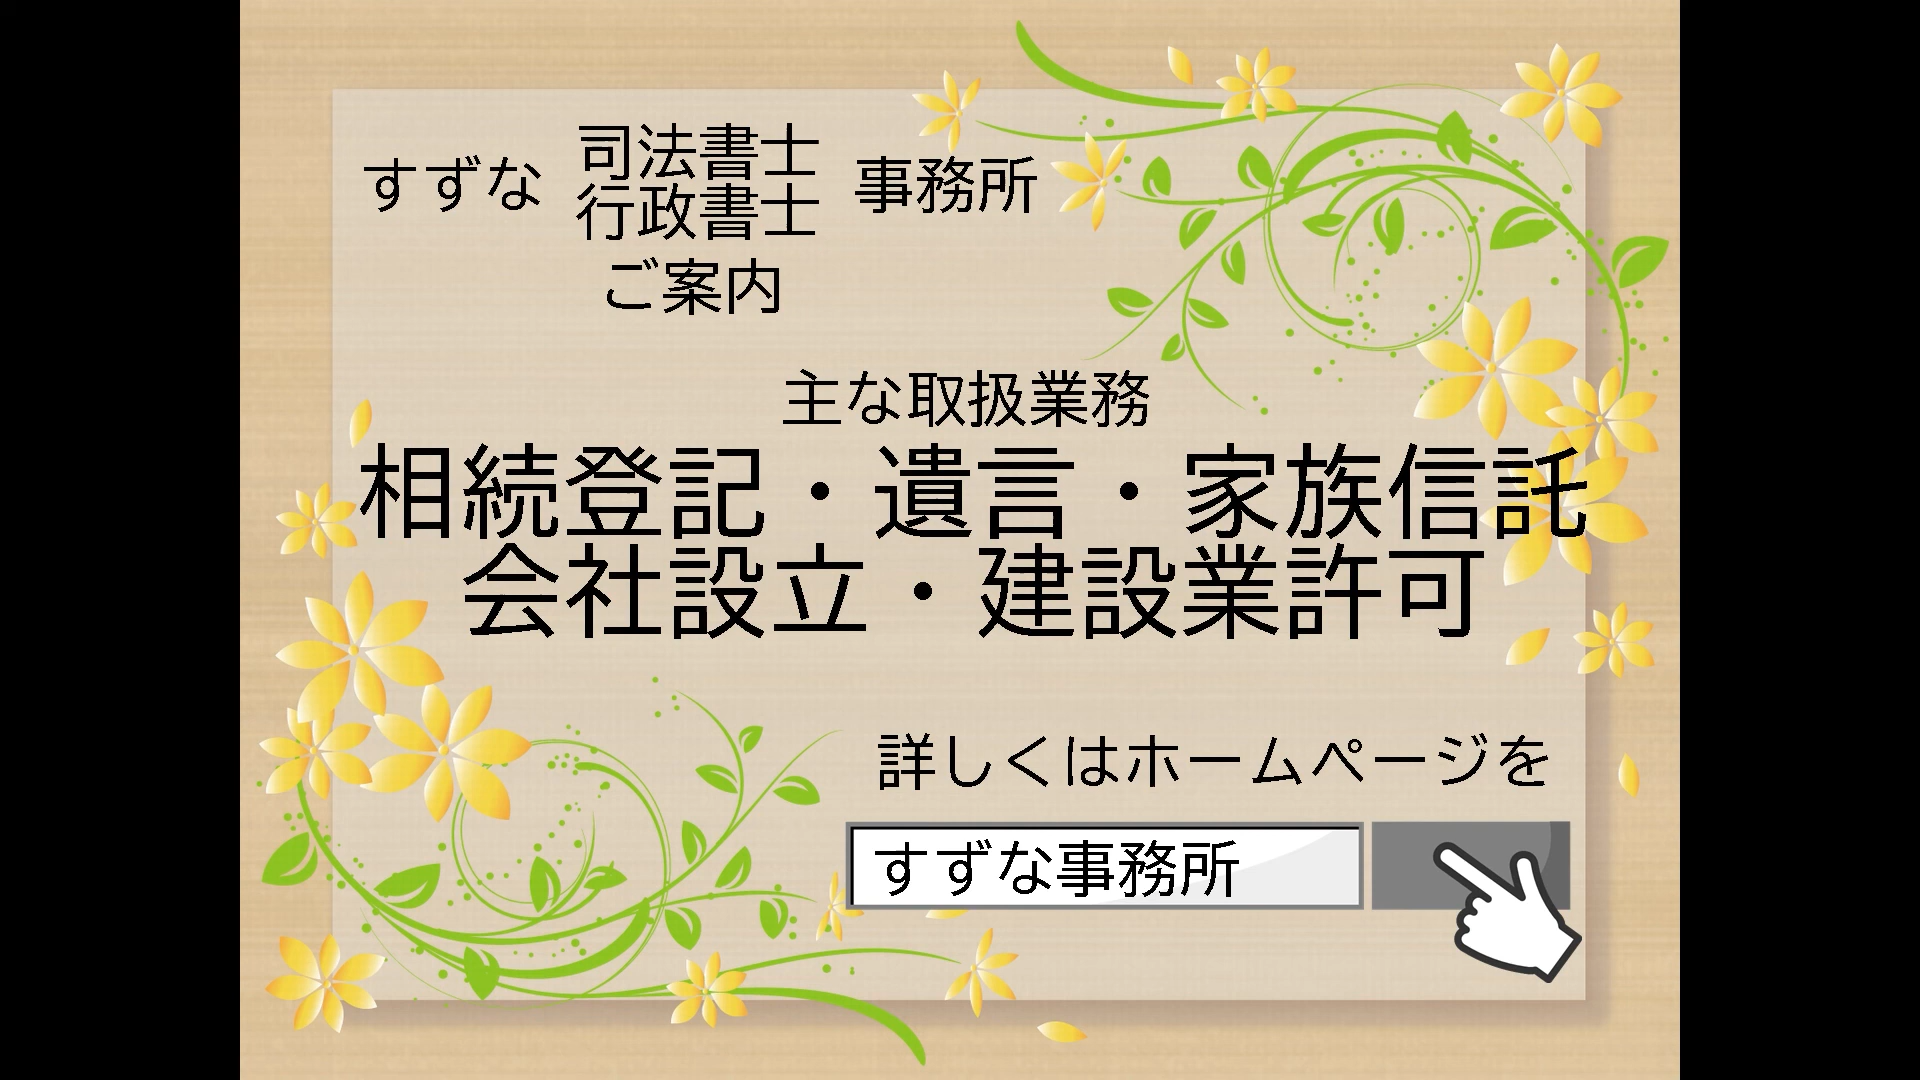 すずな 司法書士 行政書士 事務所
ご案内
主な取扱業務
相続登記・遺言・家族信託
会社設立・建設業許可
詳しくはホームページを
すずな事務所